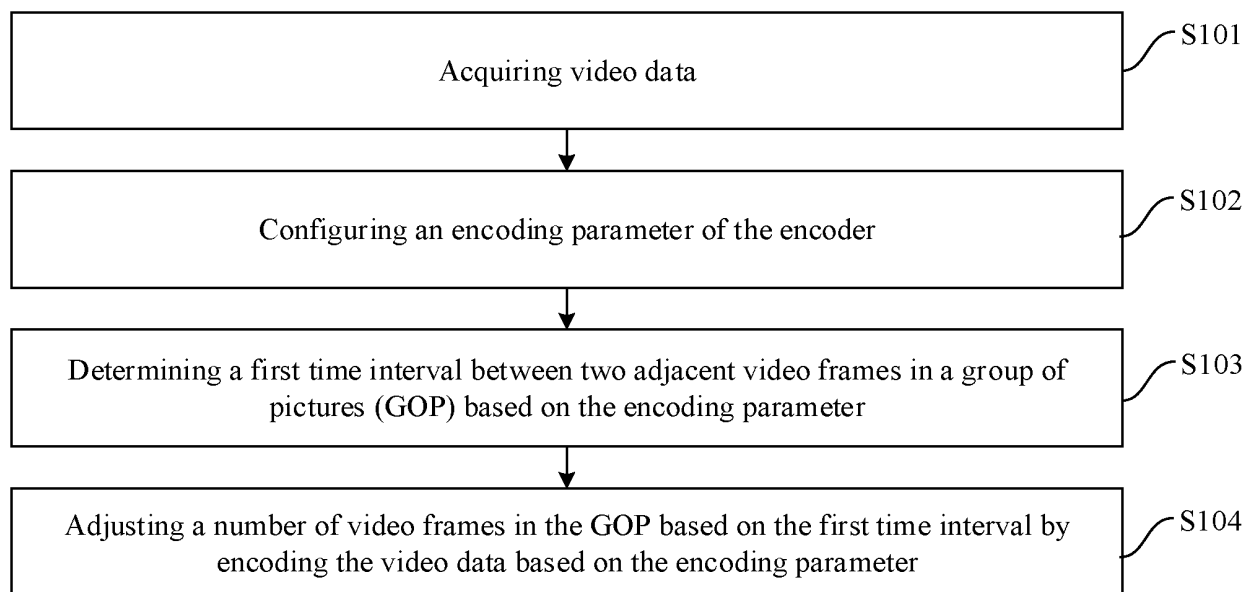 S101
Acquiring video data
S102
Configuring an encoding parameter of the encoder
S103
Determining a first time interval between two adjacent video frames in a group of
pictures (GOP) based on the encoding parameter
S104
Adjusting a number of video frames in the GOP based on the first time interval by
encoding the video data based on the encoding parameter